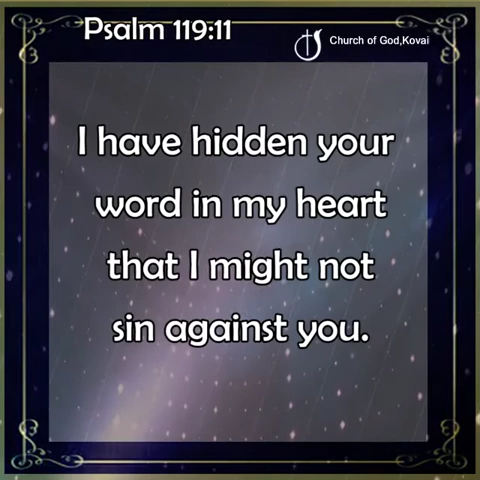 Psalm 119:11
Church of God,Kovai
I have hidden your
word in my heart
that I might not
sin against you.